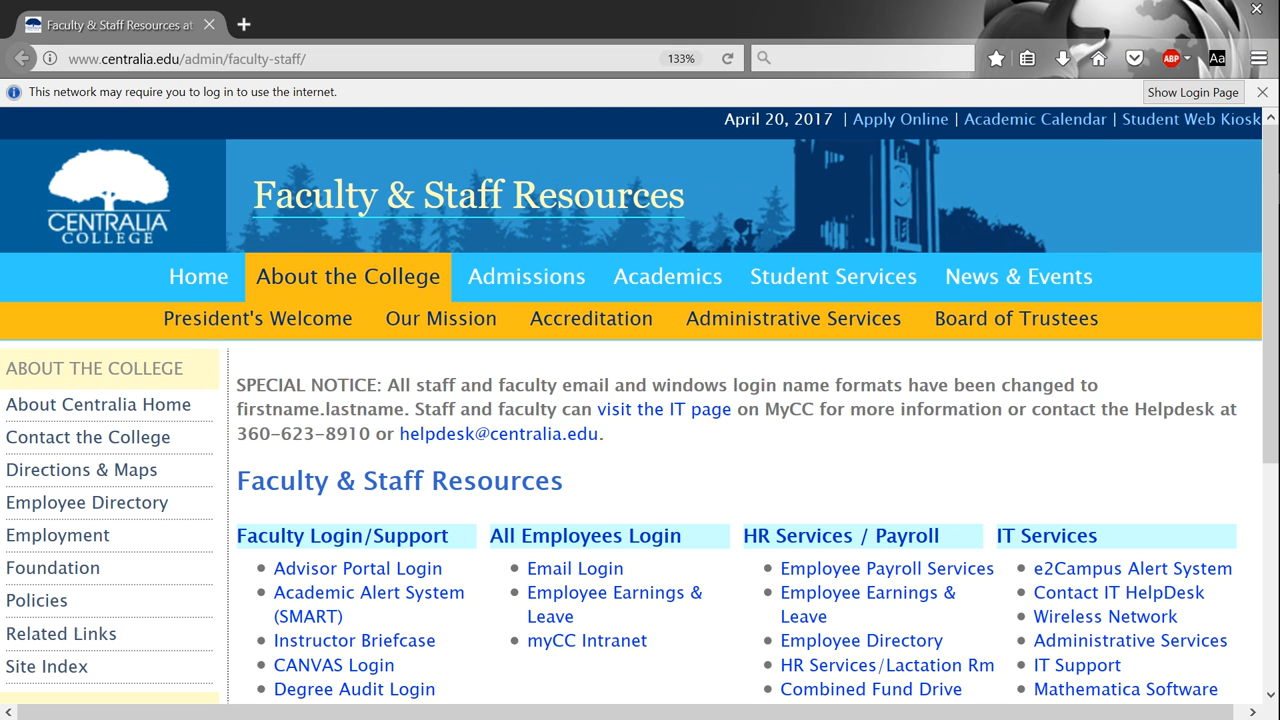 Faculty & Staff Resources at
www.centralia.edu/admin/faculty-staff/
133%
ABP
Aa
This network may require you to log in to use the internet.
Show Login Page
April 20, 2017 | Apply Online | Academic Calendar | Student Web Kiosk
CENTRALIA
COLLEGE
Faculty & Staff Resources
Home About the College Admissions Academics Student Services News & Events
President's Welcome Our Mission Accreditation Administrative Services Board of Trustees
ABOUT THE COLLEGE
About Centralia Home
Contact the College
Directions & Maps
Employee Directory
Employment
Foundation
Policies
Related Links
Site Index
SPECIAL NOTICE: All staff and faculty email and windows login name formats have been changed to
firstname.lastname. Staff and faculty can visit the IT page on MyCC for more information or contact the Helpdesk at
360-623-8910 or helpdesk@centralia.edu.
Faculty & Staff Resources
Faculty Login/Support
Advisor Portal Login
Academic Alert System
(SMART)
Instructor Briefcase
CANVAS Login
Degree Audit Login
All Employees Login
Email Login
Employee Earnings &
Leave
myCC Intranet
HR Services / Payroll
Employee Payroll Services
Employee Earnings &
Leave
Employee Directory
HR Services/Lactation Rm
Combined Fund Drive
IT Services
e2Campus Alert System
Contact IT HelpDesk
Wireless Network
Administrative Services
IT Support
Mathematica Software